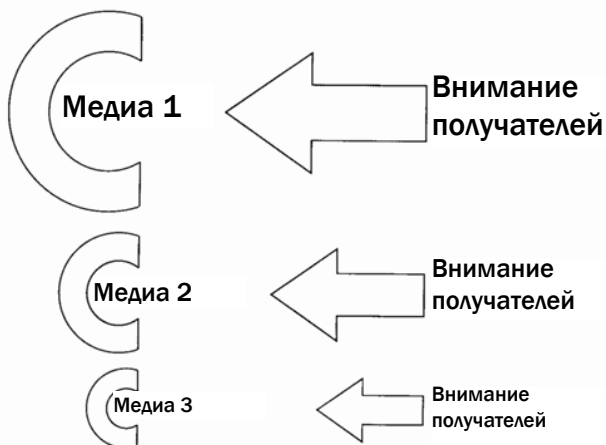 Медиа 1
Внимание
получателей
Медиа 2
Внимание
получателей
Медиа 3
Внимание
получателей